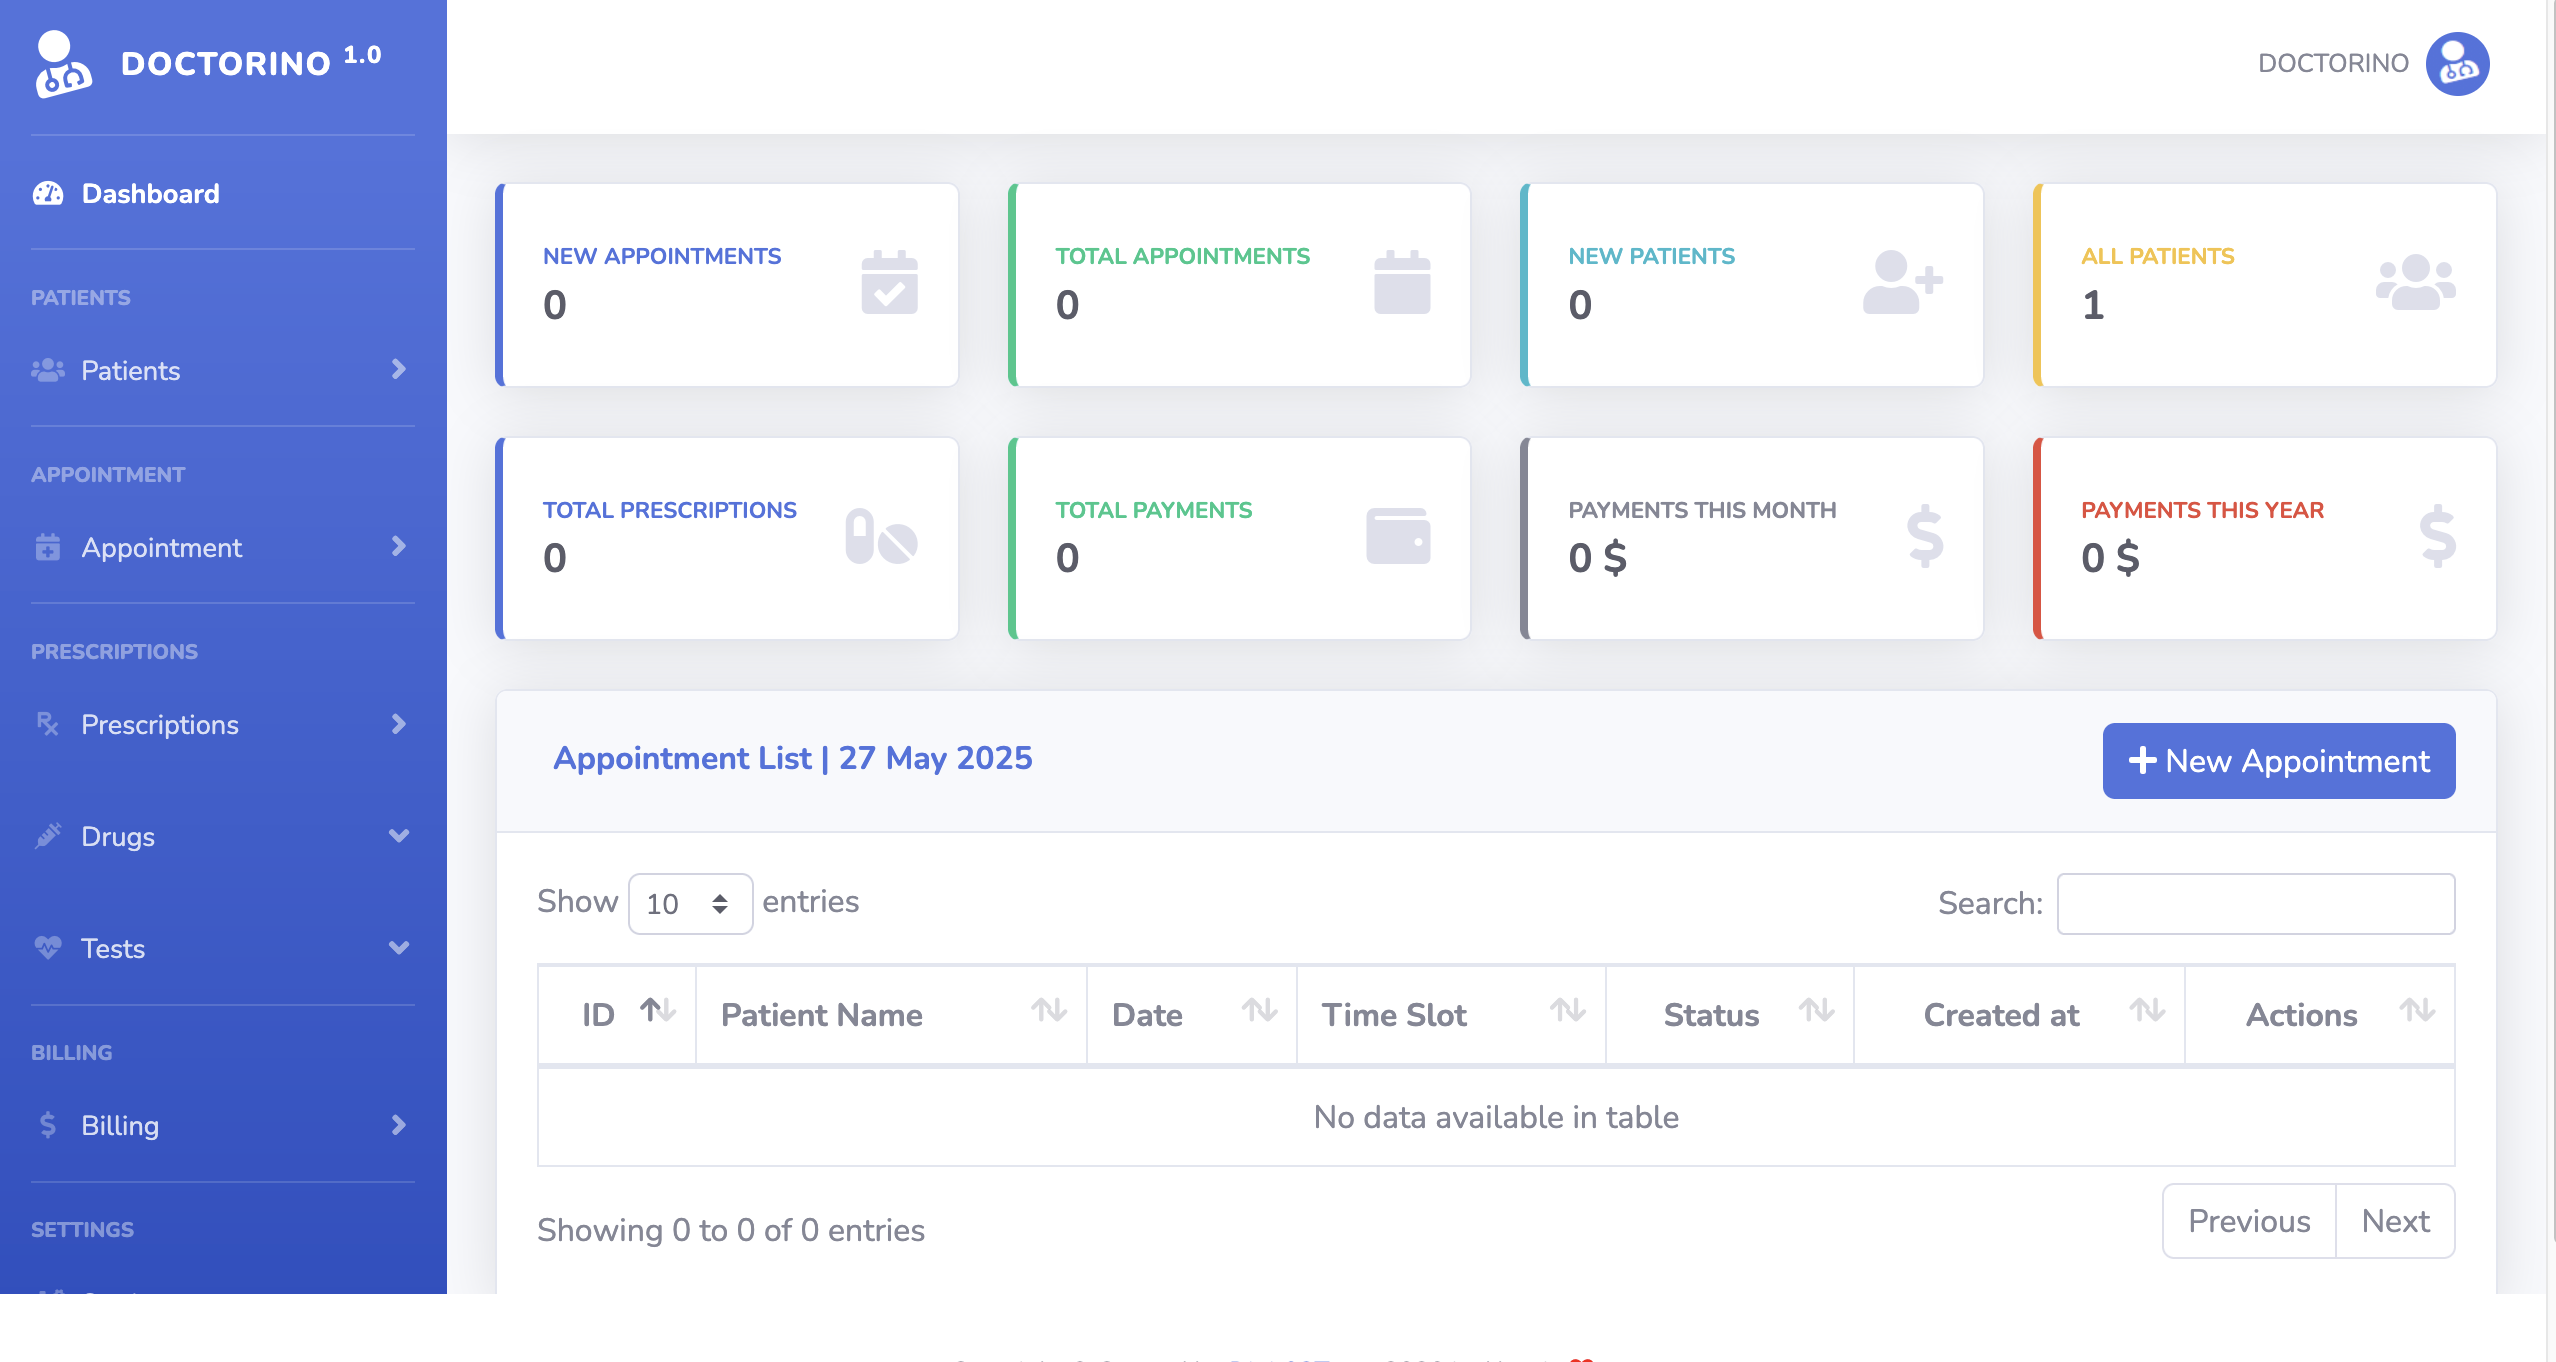 DOCTORINO 1.0
DOCTORINO
Dashboard
PATIENTS
Patients
APPOINTMENT
Appointment
PRESCRIPTIONS
Prescriptions
Drugs
Tests
BILLING
Billing
SETTINGS
NEW APPOINTMENTS
0
TOTAL APPOINTMENTS
0
NEW PATIENTS
0
ALL PATIENTS
1
TOTAL PRESCRIPTIONS
0
TOTAL PAYMENTS
0
PAYMENTS THIS MONTH
0 $
PAYMENTS THIS YEAR
0 $
Appointment List | 27 May 2025
New Appointment
Show 10 entries
Search:
ID Patient Name Date Time Slot Status Created at Actions
No data available in table
Showing 0 to 0 of 0 entries
Previous Next